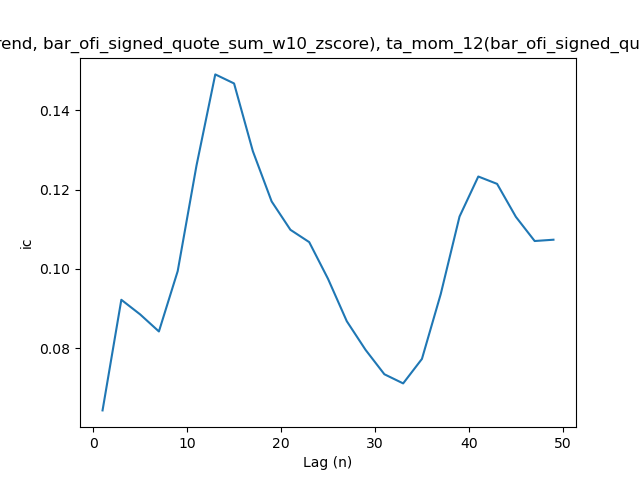 rend, bar_ofi_signed_quote_sum_w10_zscore), ta_mom_12(bar_ofi_signed_qu
0.14
0.12
0.10
0.08
ic
0 10 20 30 40 50
Lag (n)